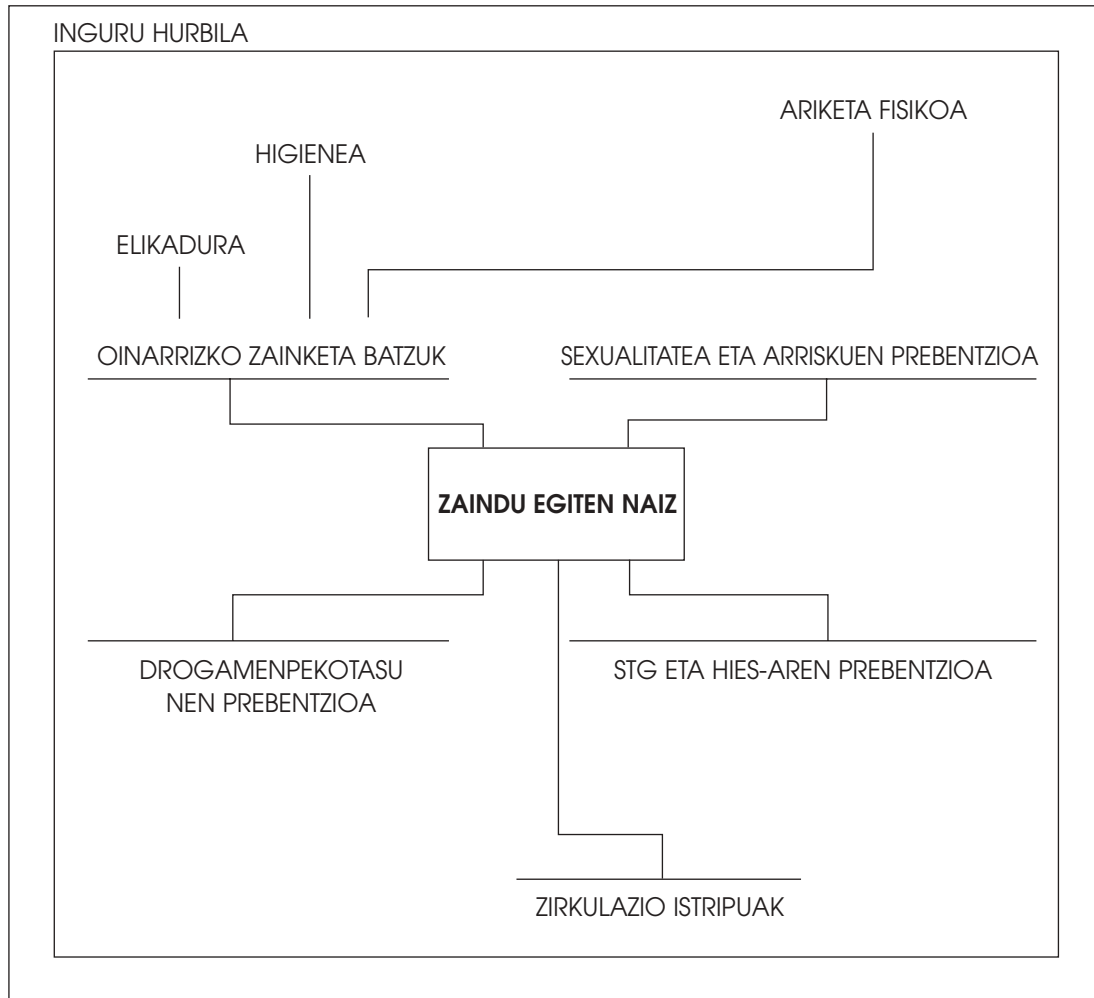 INGURU HURBILA
ARIKETA FISIKOA
HIGIENEA
ELIKADURA
OINARRIZKO ZAINKETA BATZUK
SEXUALITATEA ETA ARRISKUEN PREBENTZIOA
ZAINDU EGITEN NAIZ
DROGAMENPEKOTASU
NEN PREBENTZIOA
STG ETA HIES-AREN PREBENTZIOA
ZIRKULAZIO ISTRIPUAK